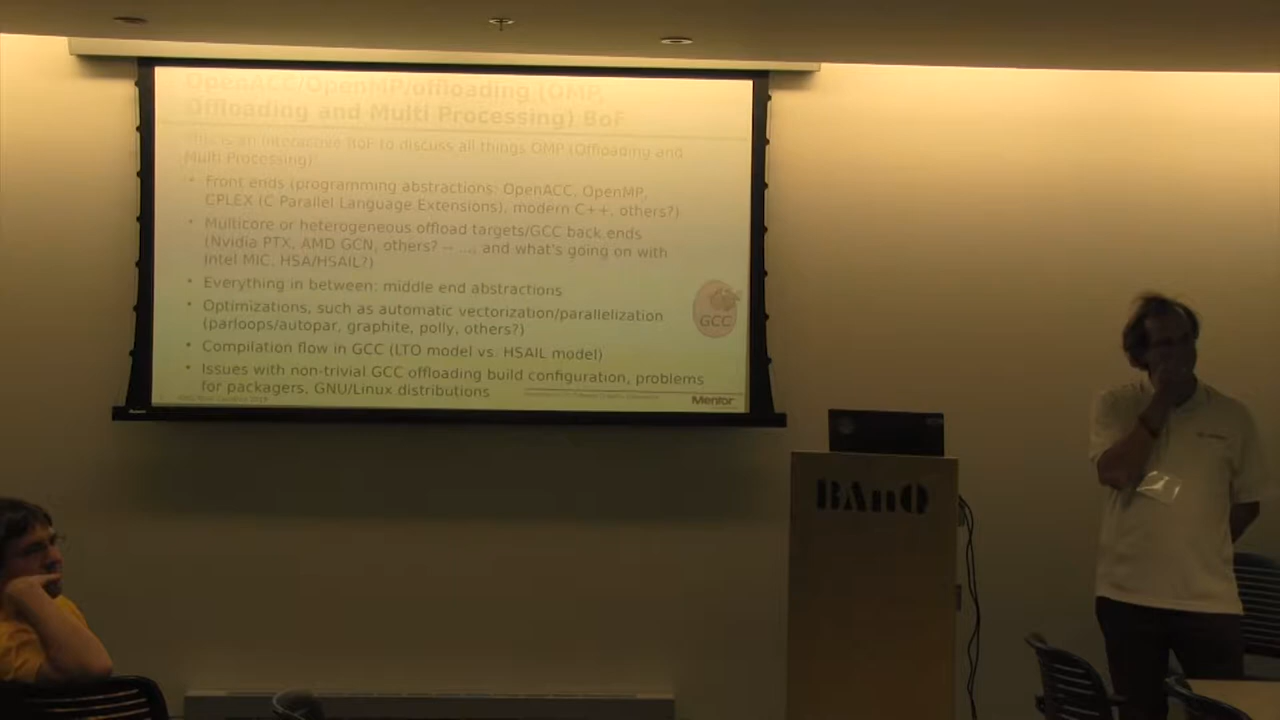 OpenACC/OpenMP/offloading (OMP,
Offloading and Multi Processing) BoF
This is an interactive BoF to discuss all things OMP (Offloading and
Multi Processing):
• Front ends (programming abstractions: OpenACC, OpenMP,
CPLEX (C Parallel Language Extensions), modern C++, others?)
• Multicore or heterogeneous offload targets/GCC back ends
(Nvidia PTX, AMD GCN, others? -- ..., and what's going on with
Intel MIC, HSA/HSAIL?)
• Everything in between: middle end abstractions
• Optimizations, such as automatic vectorization/parallelization
(parloops/autopar, graphite, polly, others?)
• Compilation flow in GCC (LTO model vs. HSAIL model)
• Issues with non-trivial GCC offloading build configuration, problems
for packagers, GNU/Linux distributions
GCC
Mentor
BAnQ